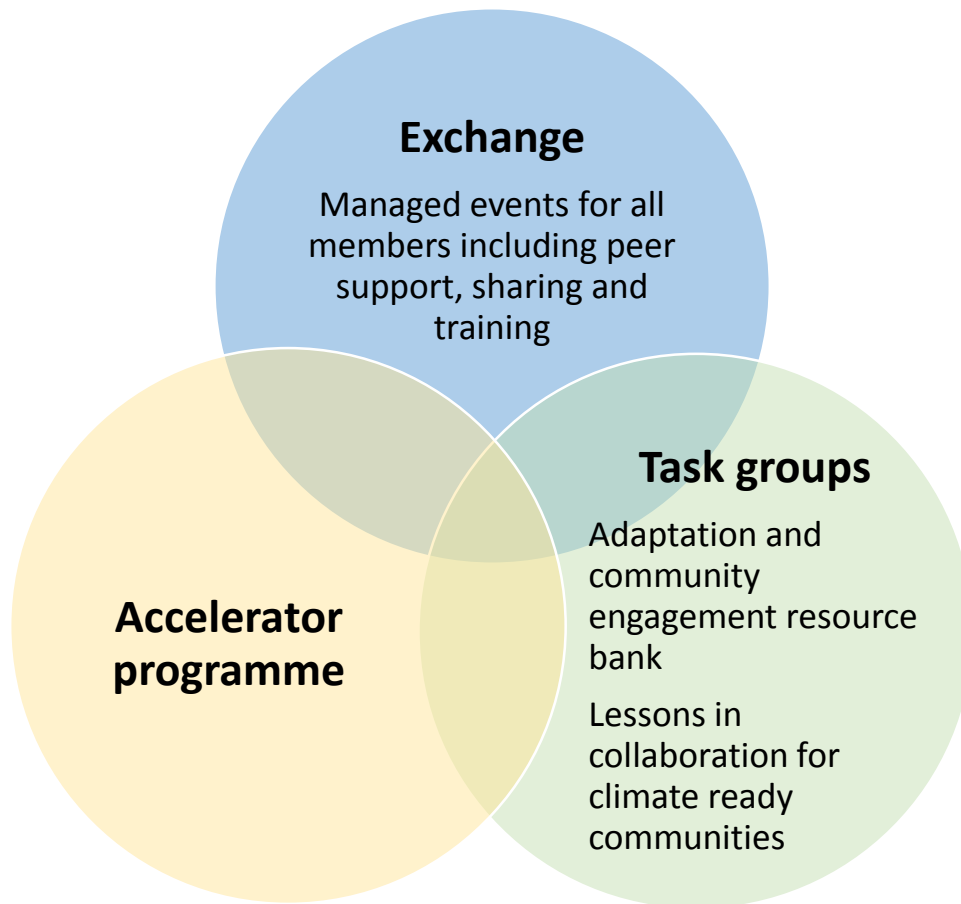 Exchange
Managed events for all
members including peer
support, sharing and
training
Task groups
Adaptation and
community
engagement resource
bank
Lessons in
collaboration for
climate ready
communities
Accelerator
programme